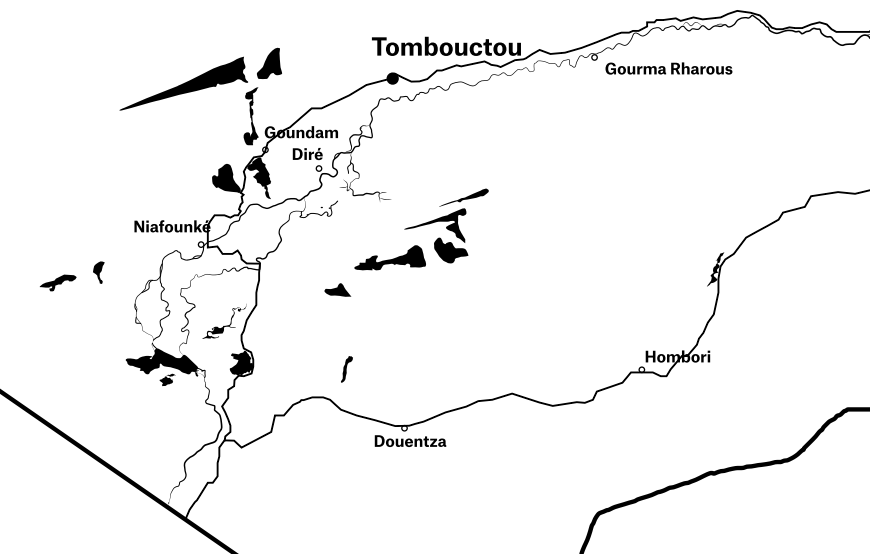 Tombouctou
Gourma Rharous
Goundam
Diré
Niafounké
Hombori
Douentza